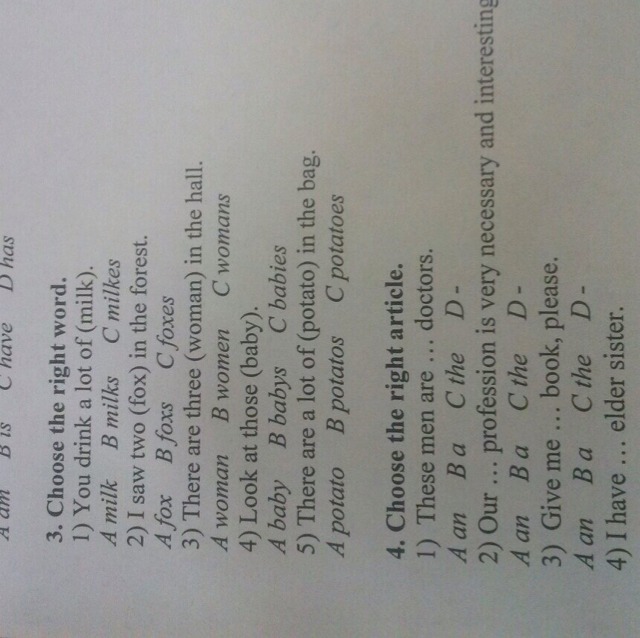 A am B is C have D has
3. Choose the right word.
1) You drink a lot of (milk).
A milk B milks C milkes
2) I saw two (fox) in the forest.
A fox B foxs C foxes
3) There are three (woman) in the hall.
A woman B women C womans
4) Look at those (baby).
A baby B babys C babies
5) There are a lot of (potato) in the bag.
A potato B potatos C potatoes
4. Choose the right article.
1) These men are … doctors.
A an B a C the D -
2) Our … profession is very necessary and interesting
A an B a C the D -
3) Give me … book, please.
A an B a C the D -
4) I have … elder sister.